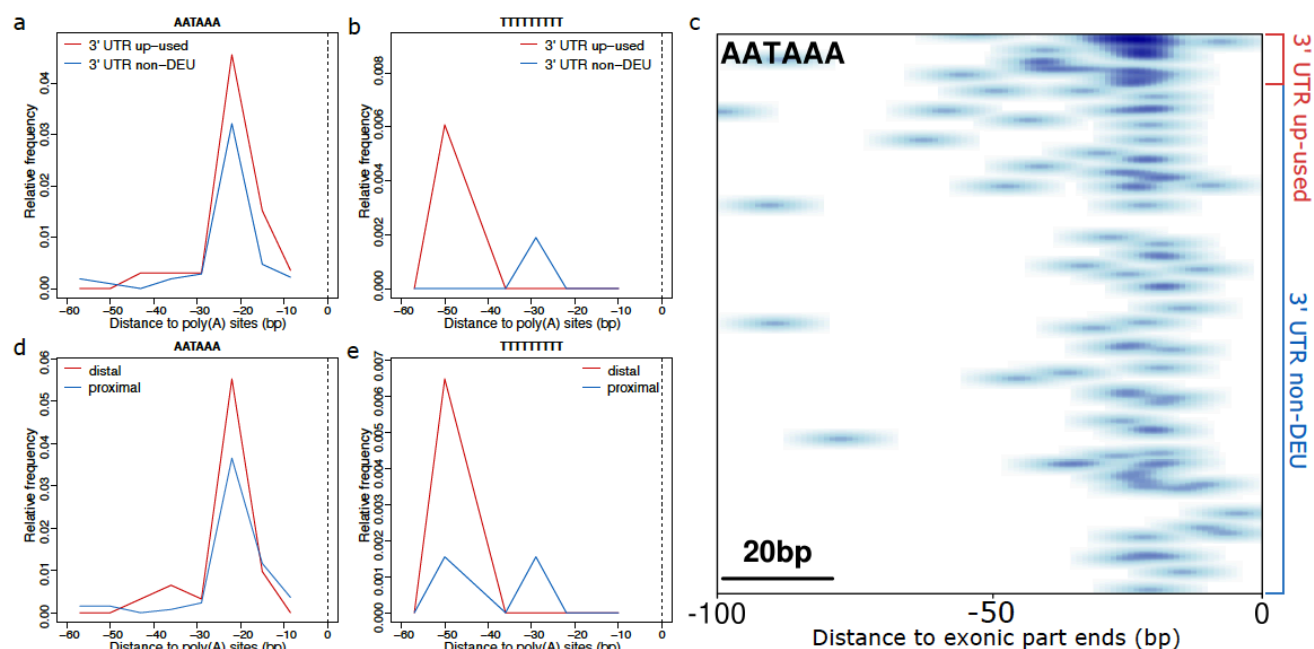 a
AATAAA
3' UTR up-used
3' UTR non-DEU
Relative frequency
0.00
0.01
0.02
0.03
0.04
−60 −50 −40 −30 −20 −10 0
Distance to poly(A) sites (bp)
b
TTTTTTTTT
3' UTR up-used
3' UTR non-DEU
Relative frequency
0.000
0.002
0.004
0.006
0.008
−60 −50 −40 −30 −20 −10 0
Distance to poly(A) sites (bp)
c
AATAAA
20bp
-100 -50 0
Distance to exonic part ends (bp)
3' UTR up-used
3' UTR non-DEU
d
AATAAA
distal
proximal
Relative frequency
0.00
0.01
0.02
0.03
0.04
0.05
0.06
−60 −50 −40 −30 −20 −10 0
Distance to poly(A) sites (bp)
e
TTTTTTTTT
distal
proximal
Relative frequency
0.000
0.001
0.002
0.003
0.004
0.005
0.006
0.007
−60 −50 −40 −30 −20 −10 0
Distance to poly(A) sites (bp)